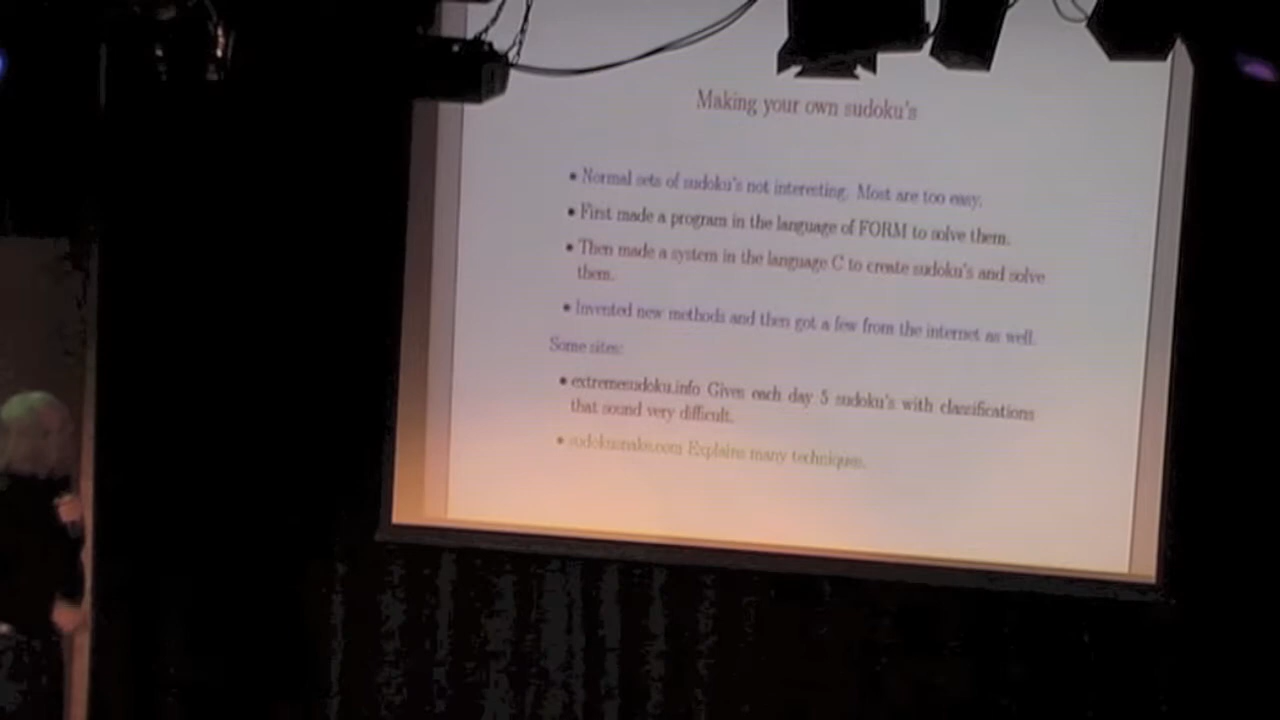 Making your own sudoku's
• Normal sets of sudoku's not interesting. Most are too easy.
• First made a program in the language of FORM to solve them.
• Then made a system in the language C to create sudoku's and solve
them.
• Invented new methods and then got a few from the internet as well.
Some sites:
• extremesudoku.info Gives each day 5 sudoku's with classifications
that sound very difficult.
• Explains many techniques.